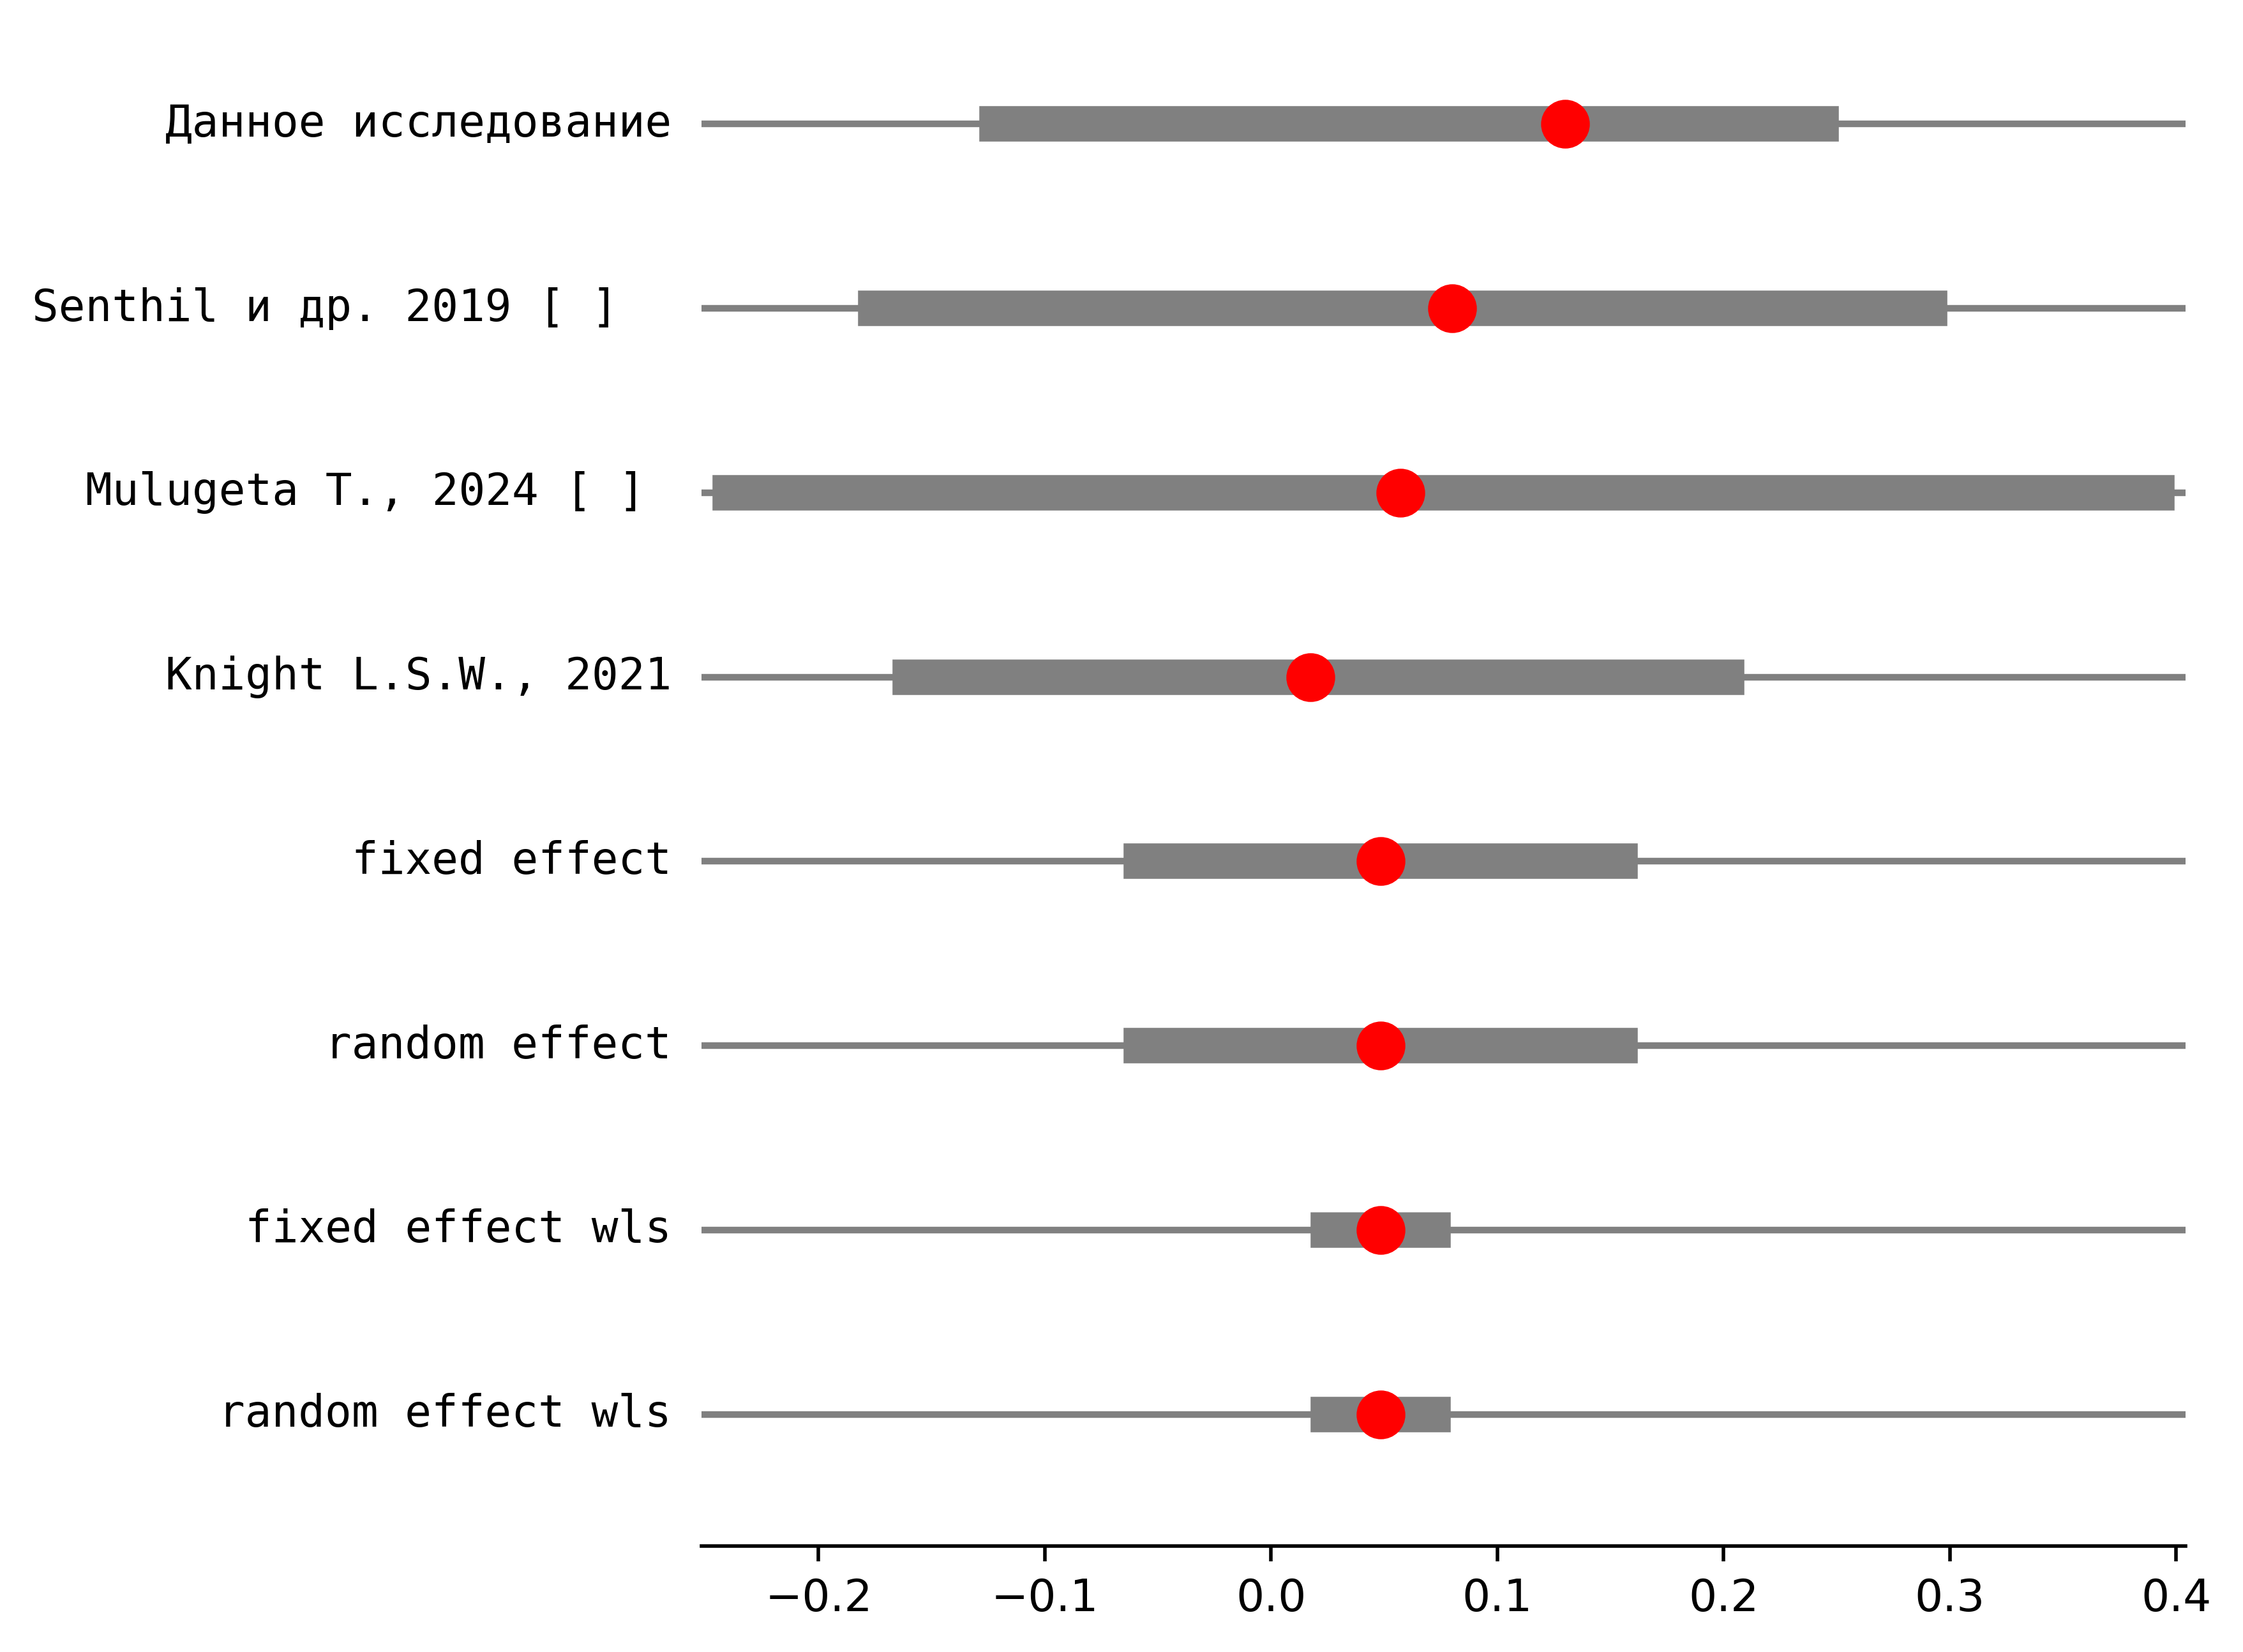 Данное исследование
Senthil и др. 2019 [ ]
Mulugeta T., 2024 [ ]
Knight L.S.W., 2021
fixed effect
random effect
fixed effect wls
random effect wls
−0.2 −0.1 0.0 0.1 0.2 0.3 0.4